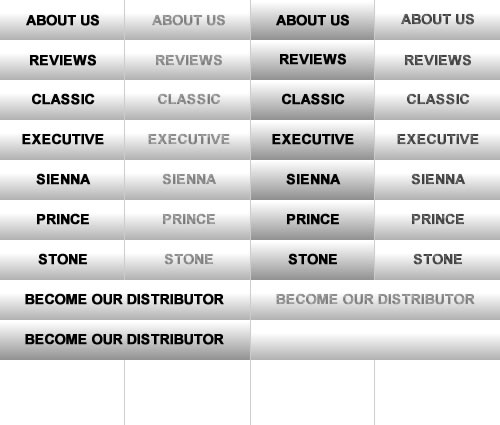 ABOUT US ABOUT US ABOUT US ABOUT US
REVIEWS REVIEWS REVIEWS REVIEWS
CLASSIC CLASSIC CLASSIC CLASSIC
EXECUTIVE EXECUTIVE EXECUTIVE EXECUTIVE
SIENNA SIENNA SIENNA SIENNA
PRINCE PRINCE PRINCE PRINCE
STONE STONE STONE STONE
BECOME OUR DISTRIBUTOR BECOME OUR DISTRIBUTOR
BECOME OUR DISTRIBUTOR